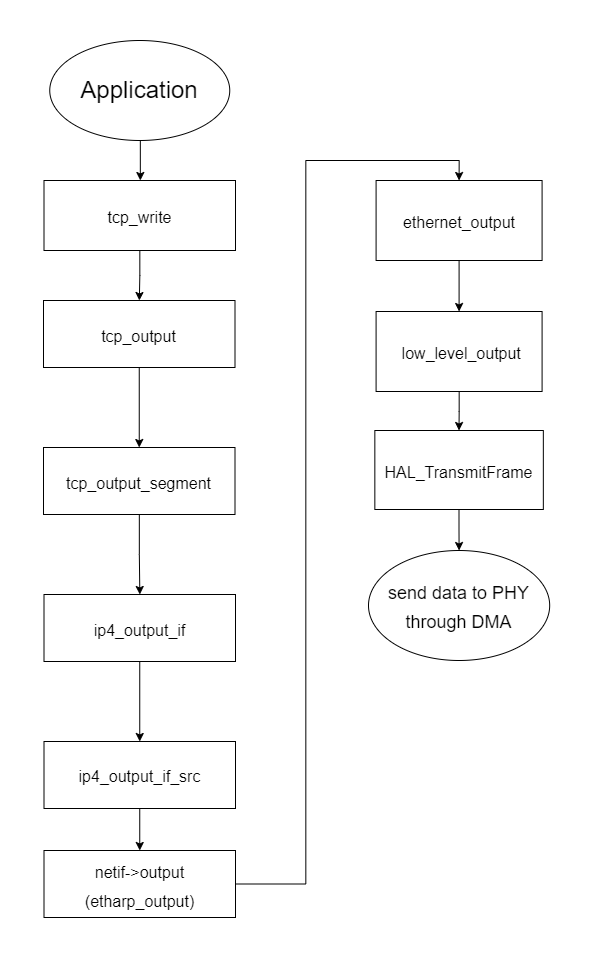 Application
tcp_write
tcp_output
tcp_output_segment
ip4_output_if
ip4_output_if_src
netif->output
(etharp_output)
ethernet_output
low_level_output
HAL_TransmitFrame
send data to PHY
through DMA